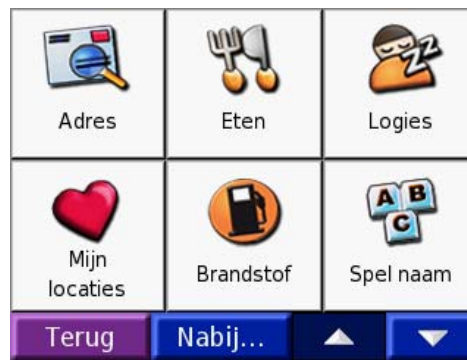 Adres
Eten
Logies
Mijn
locaties
Brandstof
Spel naam
A B
C
Terug
Nabij...